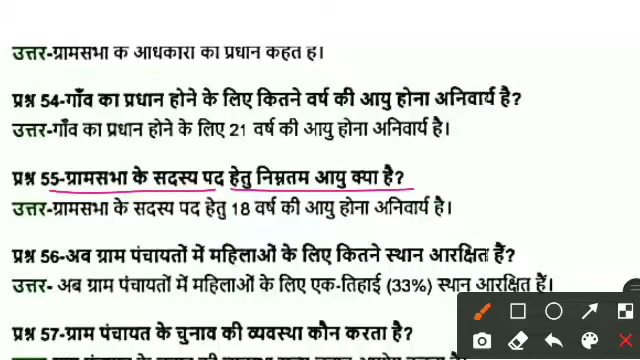 उत्तर-ग्रामसभा के अधिकारी को प्रधान कहते हैं।
प्रश्न 54-गाँव का प्रधान होने के लिए कितने वर्ष की आयु होना अनिवार्य है?
उत्तर-गाँव का प्रधान होने के लिए 21 वर्ष की आयु होना अनिवार्य है।
प्रश्न 55-ग्रामसभा के सदस्य पद हेतु निम्नतम आयु क्या है?
उत्तर-ग्रामसभा के सदस्य पद हेतु 18 वर्ष की आयु होना अनिवार्य है।
प्रश्न 56-अब ग्राम पंचायतों में महिलाओं के लिए कितने स्थान आरक्षित हैं?
उत्तर- अब ग्राम पंचायतों में महिलाओं के लिए एक-तिहाई (33%) स्थान आरक्षित हैं।
प्रश्न 57-ग्राम पंचायत के चुनाव की व्यवस्था कौन करता है?